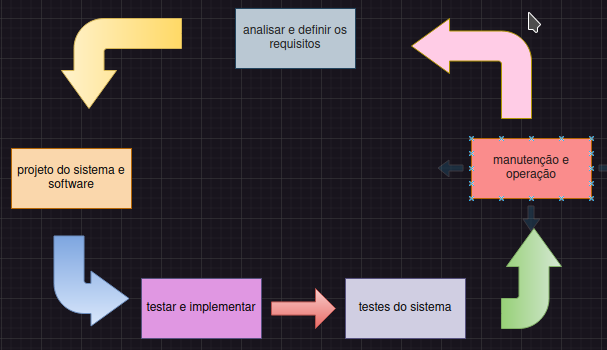 analisar e definir os
requisitos
projeto do sistema e
software
manutenção e
operação
testar e implementar
testes do sistema